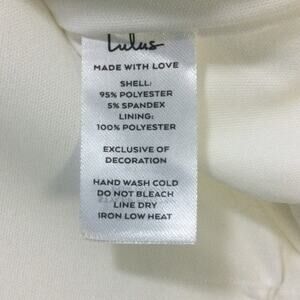 Lulus
MADE WITH LOVE
SHELL:
95% POLYESTER
5% SPANDEX
LINING:
100% POLYESTER
EXCLUSIVE OF
DECORATION
HAND WASH COLD
DO NOT BLEACH
LINE DRY
IRON LOW HEAT